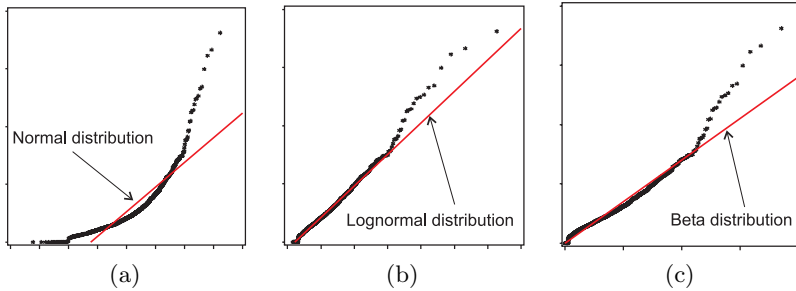 Normal distribution
Lognormal distribution
Beta distribution
(a)
(b)
(c)